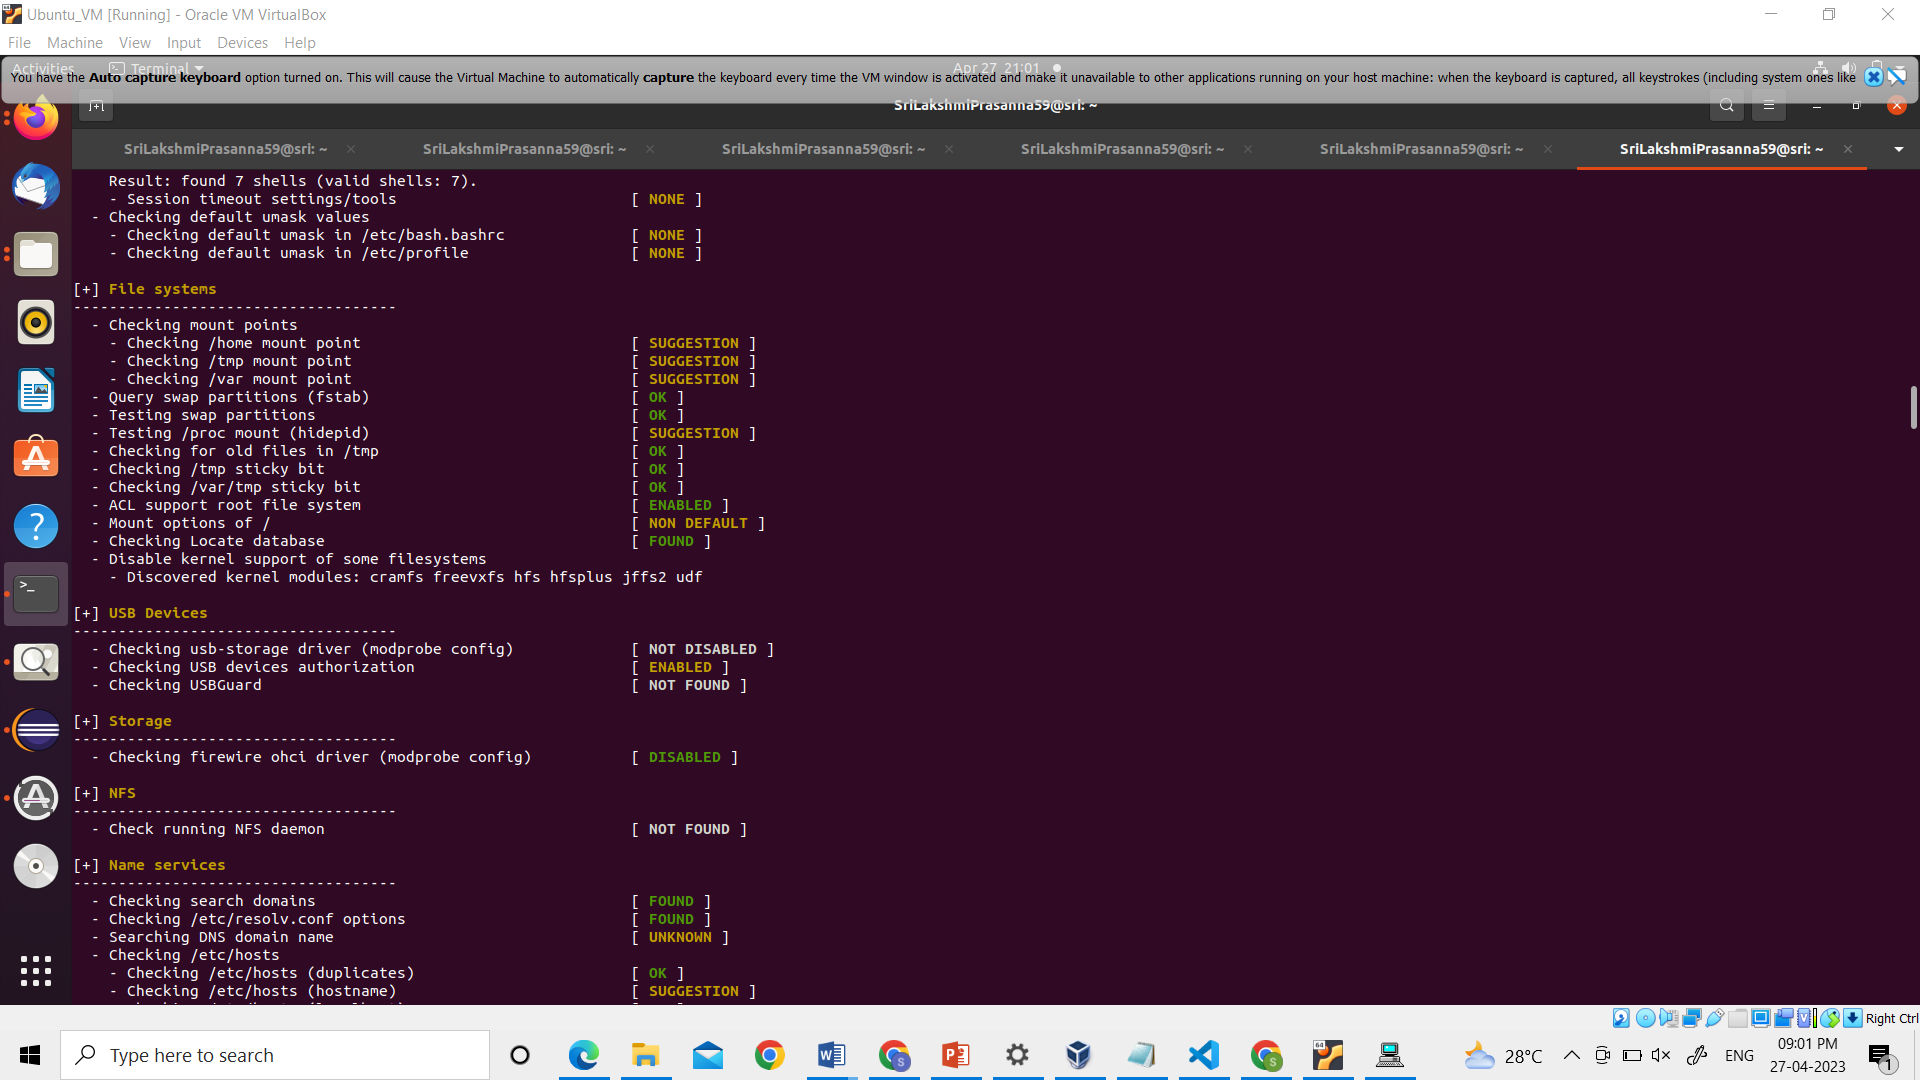 Ubuntu_VM [Running] - Oracle VM VirtualBox
File Machine View Input Devices Help
Activities Terminal Apr 27 21:01
You have the Auto capture keyboard option turned on. This will cause the Virtual Machine to automatically capture the keyboard every time the VM window is activated and make it unavailable to other applications running on your host machine: when the keyboard is captured, all keystrokes (including system ones like
SriLakshmiPrasanna59@sri: ~
SriLakshmiPrasanna59@sri: ~ SriLakshmiPrasanna59@sri: ~ SriLakshmiPrasanna59@sri: ~ SriLakshmiPrasanna59@sri: ~ SriLakshmiPrasanna59@sri: ~ SriLakshmiPrasanna59@sri: ~
Result: found 7 shells (valid shells: 7).
- Session timeout settings/tools [ NONE ]
- Checking default umask values
- Checking default umask in /etc/bash.bashrc [ NONE ]
- Checking default umask in /etc/profile [ NONE ]
[+] File systems
------------------------------------
- Checking mount points
- Checking /home mount point [ SUGGESTION ]
- Checking /tmp mount point [ SUGGESTION ]
- Checking /var mount point [ SUGGESTION ]
- Query swap partitions (fstab) [ OK ]
- Testing swap partitions [ OK ]
- Testing /proc mount (hidepid) [ SUGGESTION ]
- Checking for old files in /tmp [ OK ]
- Checking /tmp sticky bit [ OK ]
- Checking /var/tmp sticky bit [ OK ]
- ACL support root file system [ ENABLED ]
- Mount options of / [ NON DEFAULT ]
- Checking Locate database [ FOUND ]
- Disable kernel support of some filesystems
- Discovered kernel modules: cramfs freevxfs hfs hfsplus jffs2 udf
[+] USB Devices
------------------------------------
- Checking usb-storage driver (modprobe config) [ NOT DISABLED ]
- Checking USB devices authorization [ ENABLED ]
- Checking USBGuard [ NOT FOUND ]
[+] Storage
------------------------------------
- Checking firewire ohci driver (modprobe config) [ DISABLED ]
[+] NFS
------------------------------------
- Check running NFS daemon [ NOT FOUND ]
[+] Name services
------------------------------------
- Checking search domains [ FOUND ]
- Checking /etc/resolv.conf options [ FOUND ]
- Searching DNS domain name [ UNKNOWN ]
- Checking /etc/hosts
- Checking /etc/hosts (duplicates) [ OK ]
- Checking /etc/hosts (hostname) [ SUGGESTION ]
Right Ctrl
Type here to search
28°C
ENG
09:01 PM
27-04-2023
1